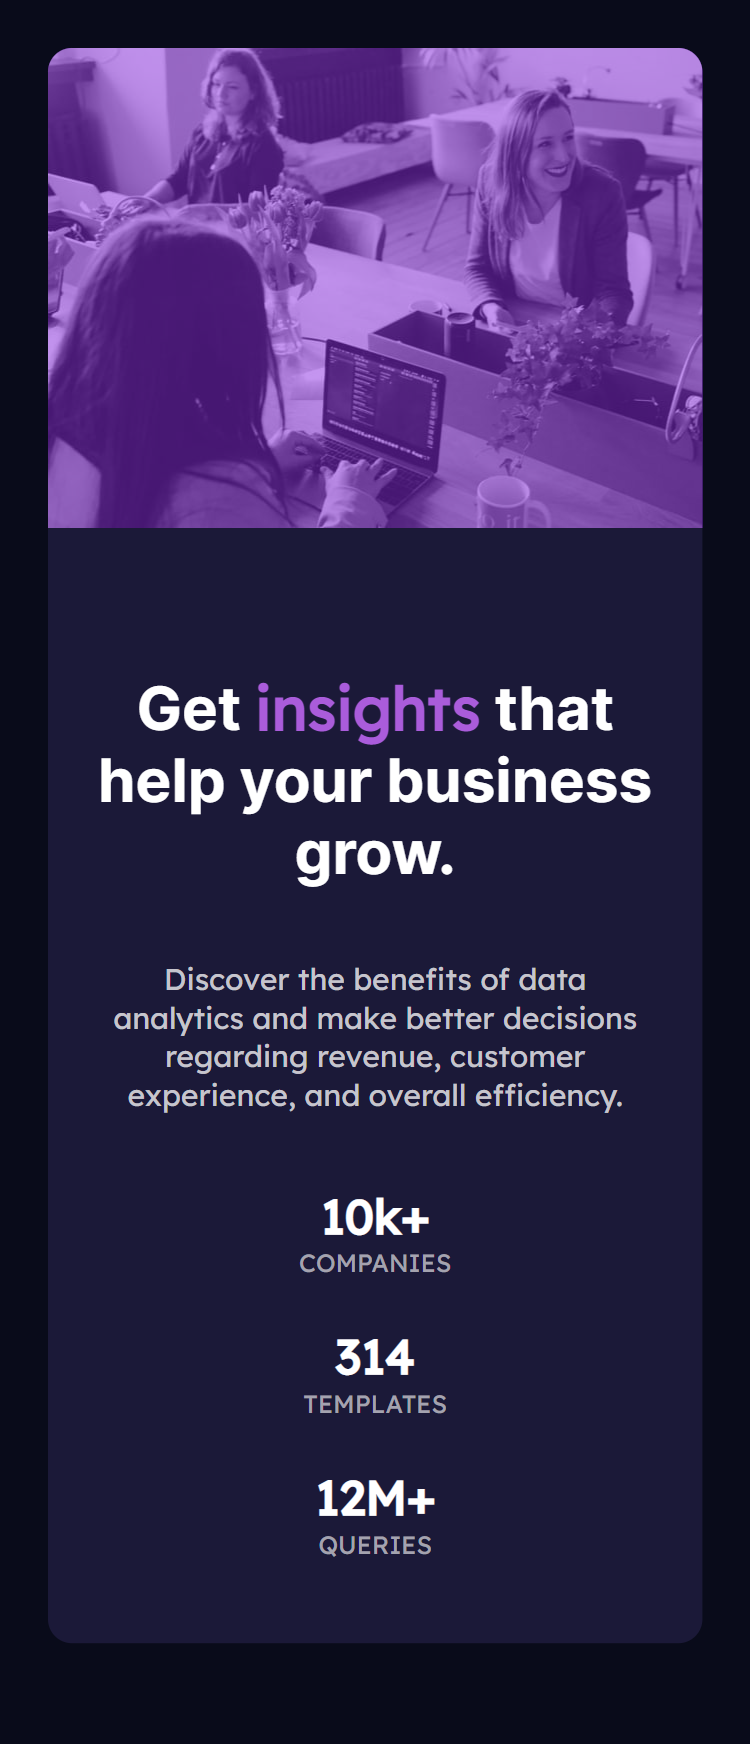 Get insights that
help your business
grow.
Discover the benefits of data
analytics and make better decisions
regarding revenue, customer
experience, and overall efficiency.
10k+
COMPANIES
314
TEMPLATES
12M+
QUERIES